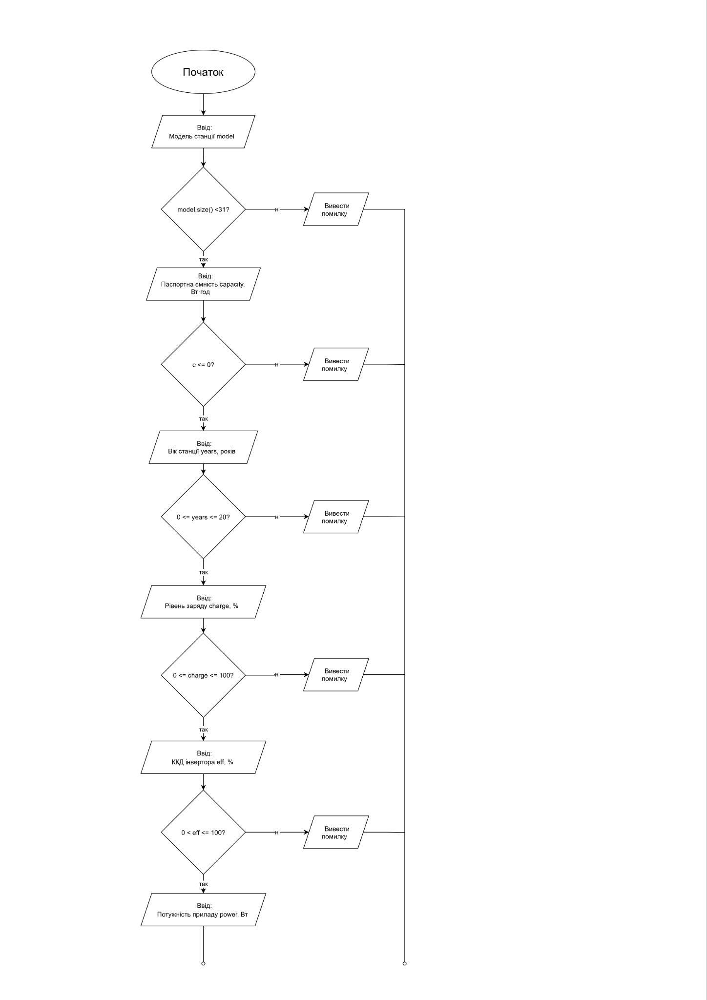 Початок
Ввід:
Модель станції model
model.size() <31?
ні
Вивести
помилку
так
Ввід:
Паспортна ємність capacity,
Вт·год
c <= 0?
ні
Вивести
помилку
так
Ввід:
Вік станції years, років
0 <= years <= 20?
ні
Вивести
помилку
так
Ввід:
Рівень заряду charge, %
0 <= charge <= 100?
ні
Вивести
помилку
так
Ввід:
ККД інвертора eff, %
0 < eff <= 100?
ні
Вивести
помилку
так
Ввід:
Потужність приладу power, Вт